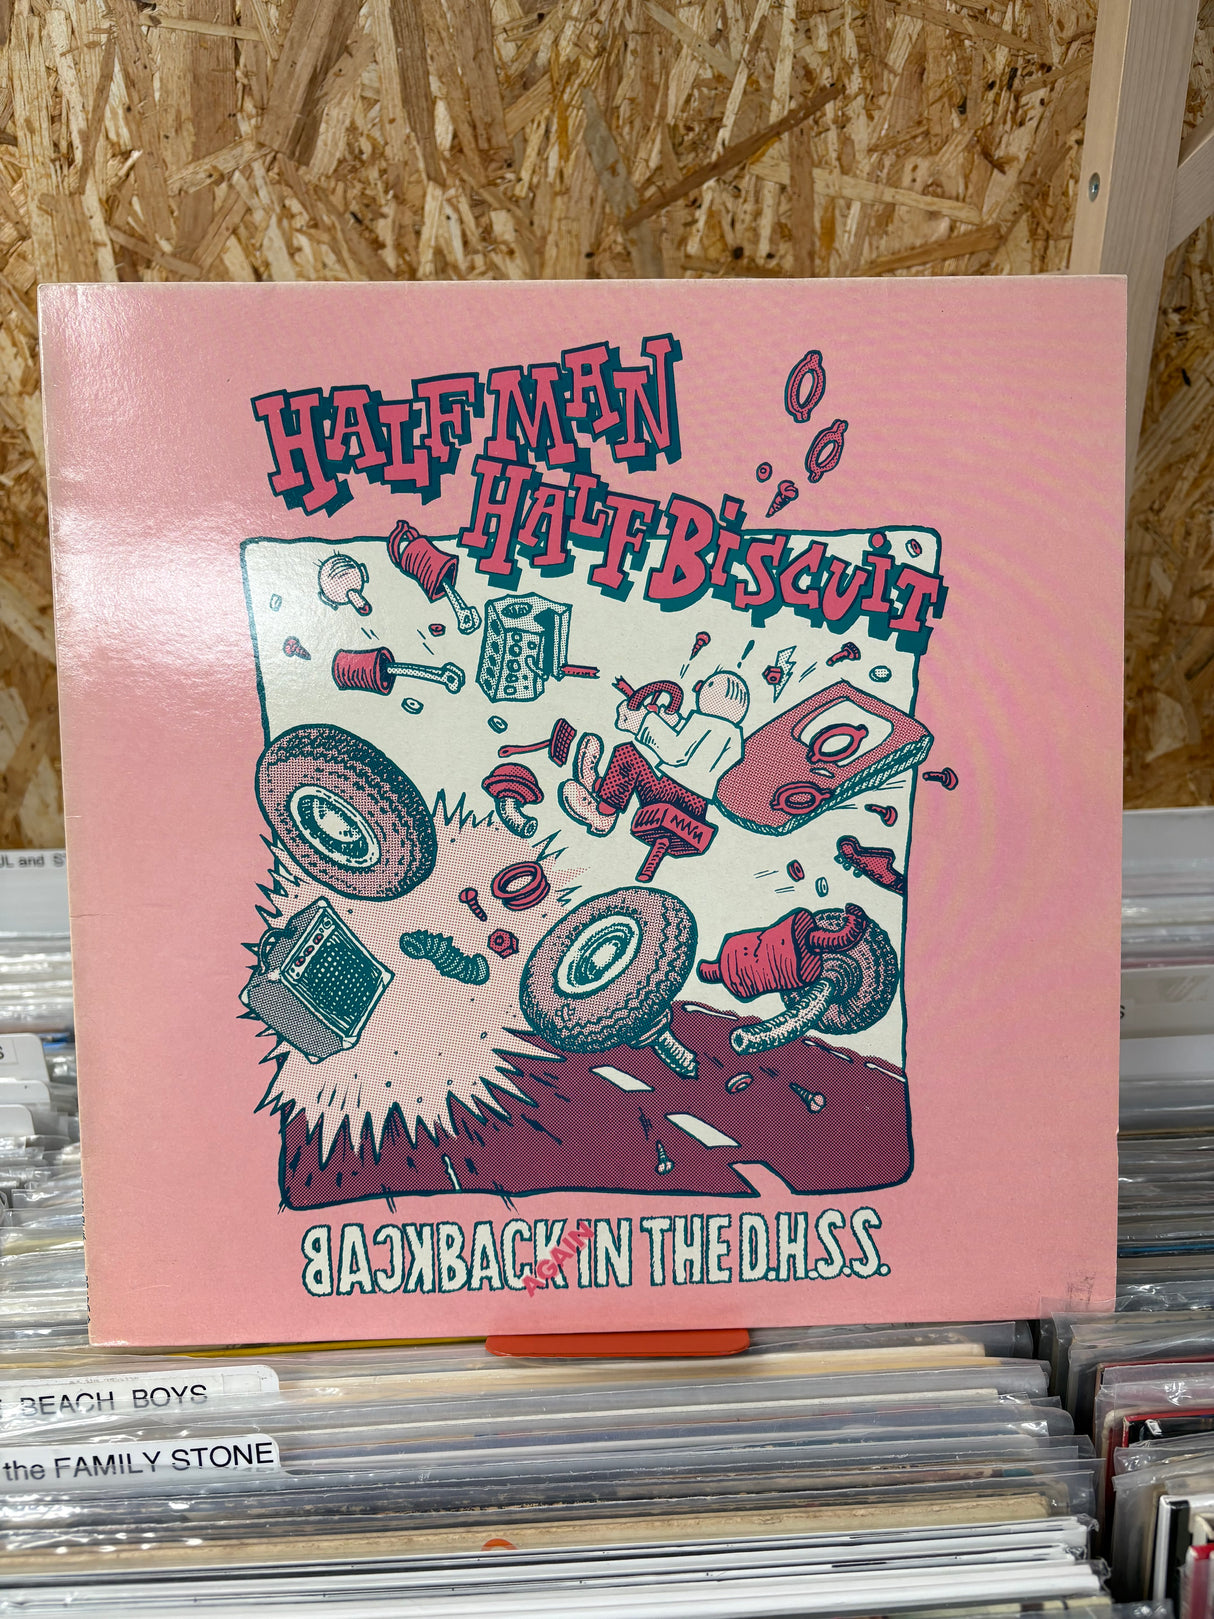 HALF MAN
HALF BiSCUiT
BACKBACK IN THE D.H.S.S.
AGAIN
BEACH BOYS
the FAMILY STONE